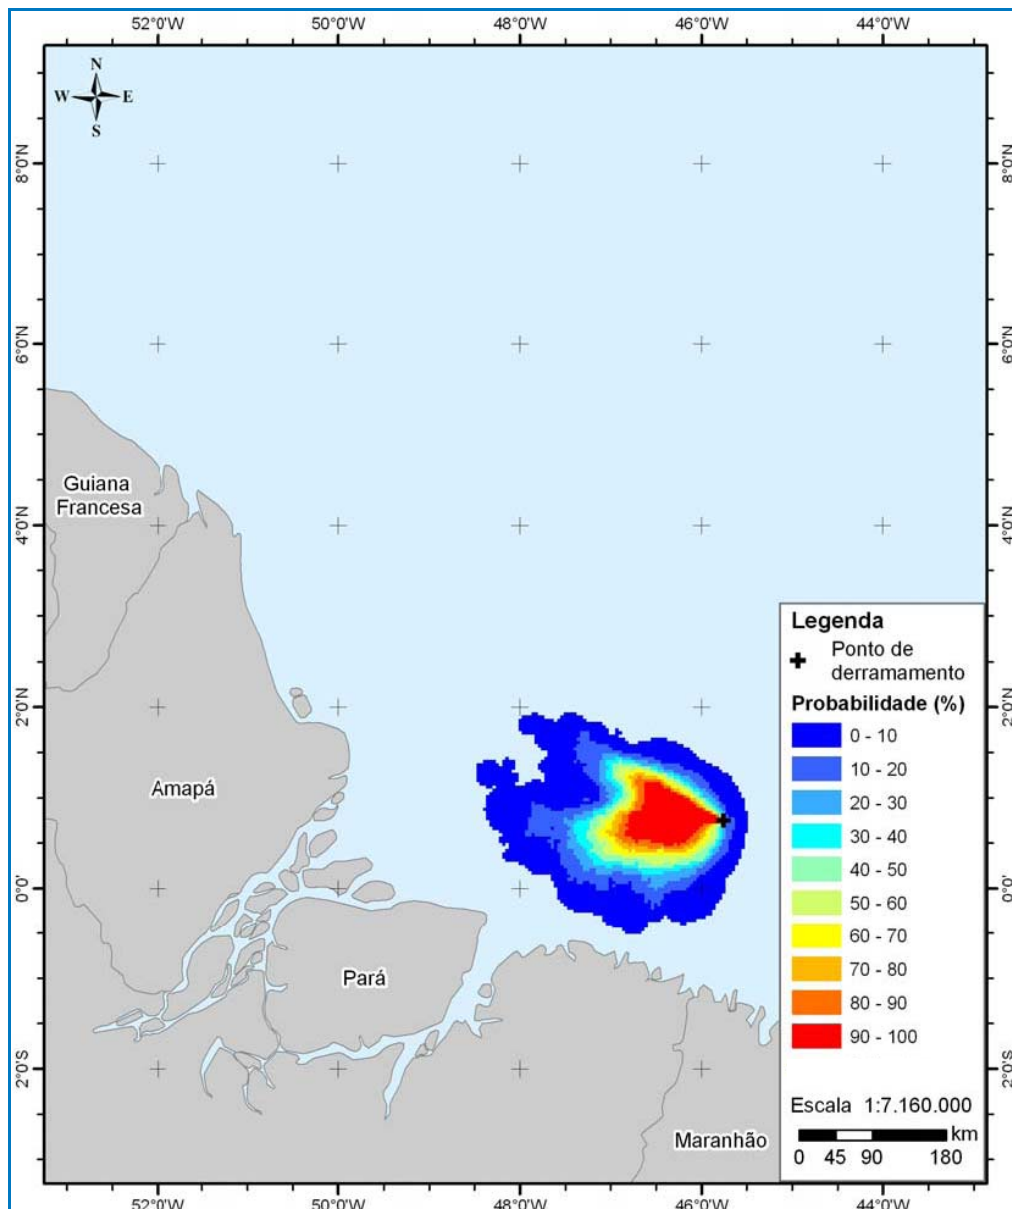 52°0'W 50°0'W 48°0'W 46°0'W 44°0'W
N
W E
S
8°0'N 8°0'N
6°0'N 6°0'N
Guiana
Francesa
4°0'N 4°0'N
Legenda
Ponto de
derramamento
Probabilidade (%)
2°0'N 2°0'N
0 - 10
10 - 20
20 - 30
30 - 40
40 - 50
50 - 60
60 - 70
70 - 80
80 - 90
90 - 100
Amapá
0°0' 0°0'
Pará
2°0'S 2°0'S
Maranhão
Escala 1:7.160.000
km
0 45 90 180
52°0'W 50°0'W 48°0'W 46°0'W 44°0'W